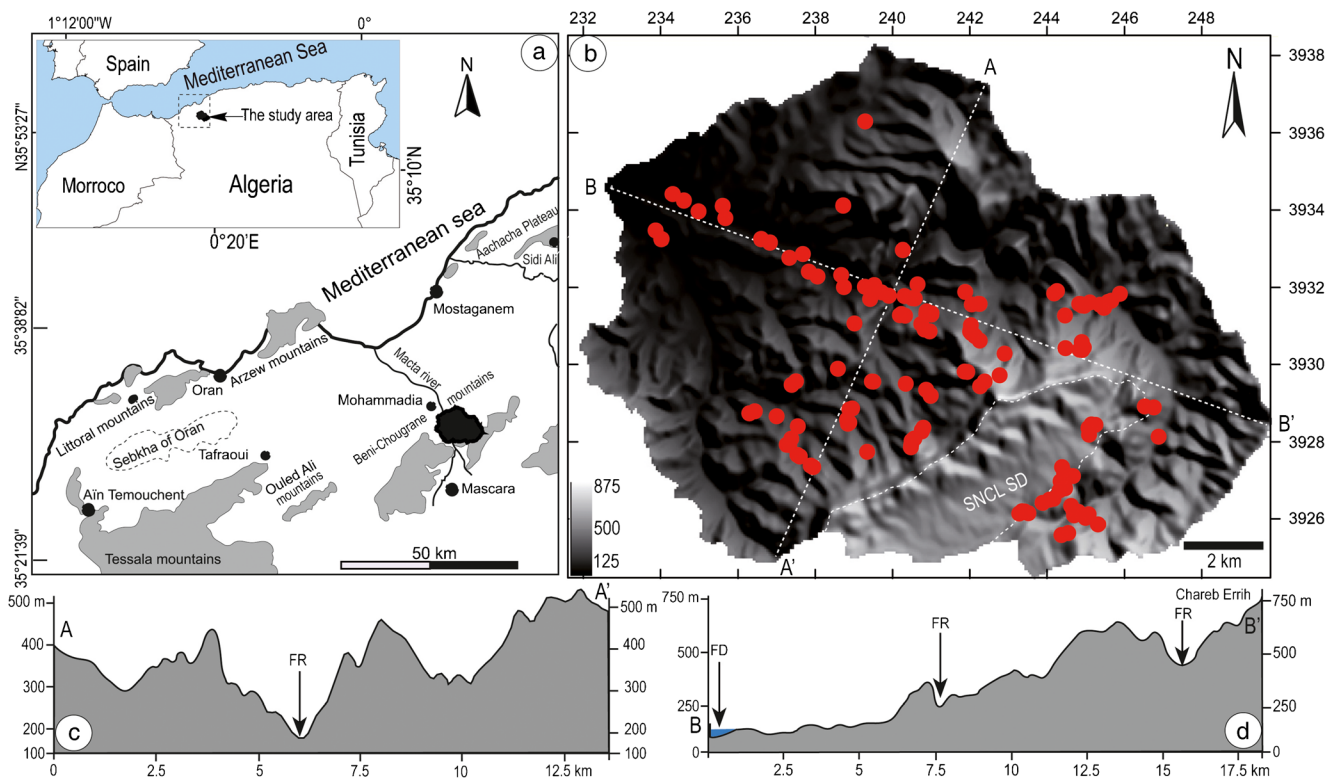 1°12'00"W
0°
a
Spain
Mediterranean Sea
N
The study area
Morroco
Algeria
Tunisia
N35°53'27"
35°10'N
0°20'E
35°38'82"
35°21'39"
Mediterranean sea
Aachacha Plateau
Sidi Alil
Mostaganem
Macta river
Arzew mountains
Oran
Littoral mountains
Sebkha of Oran
Mohammadia
Beni-Chougrane
mountains
Tafraoui
Ouled Ali
mountains
Mascara
Aïn Temouchent
Tessala mountains
50 km
b
232 234 236 238 240 242 244 246 248
3938
3936
3934
3932
3930
3928
3926
N
A
B
B'
A'
SNCL SD
875
500
125
2 km
c
A
A'
FR
500 m
400
300
200
100
500 m
400
300
200
100
0 2.5 5 7.5 10 12.5 km
d
B
B'
FD
FR
FR
Chareb Errih
750 m
500
250
0
750 m
500
250
0
2.5 5 7.5 10 12.5 15 17.5 km